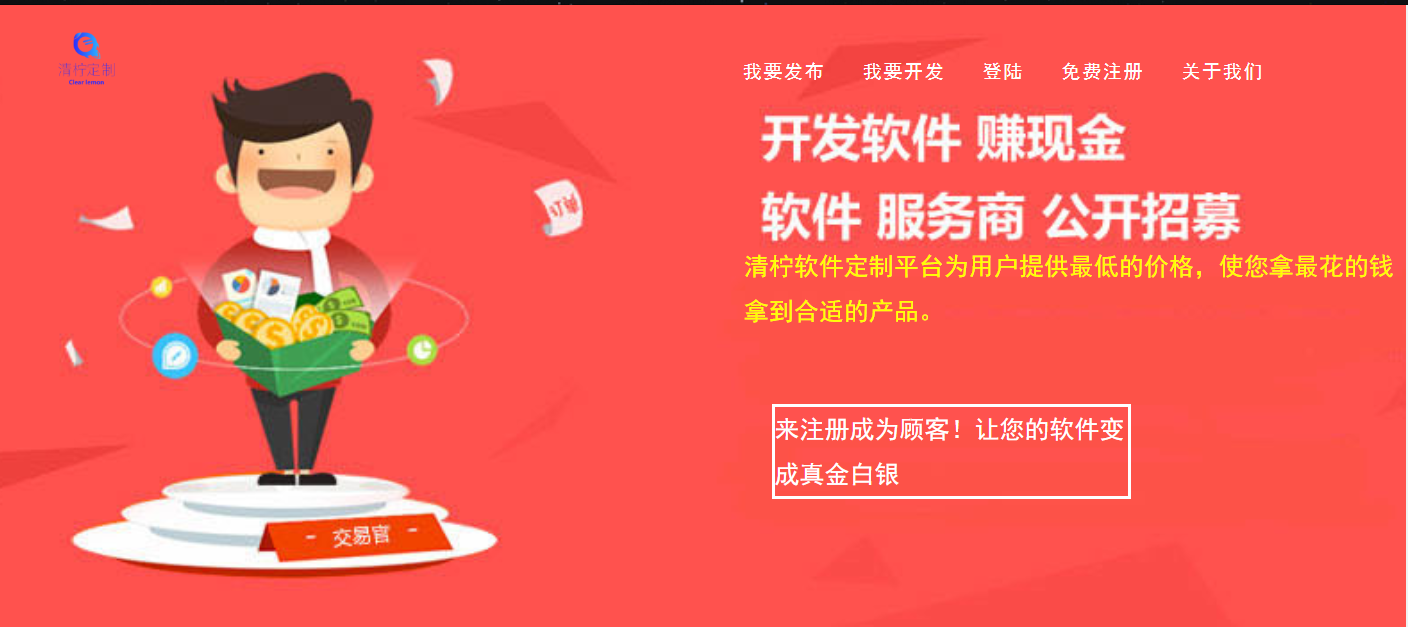 清柠定制
Clear lemon
我要发布 我要开发 登陆 免费注册 关于我们
开发软件 赚现金
软件 服务商 公开招募
清柠软件定制平台为用户提供最低的价格，使您拿最花的钱
拿到合适的产品。
订单
来注册成为顾客！让您的软件变
成真金白银
- 交易官 -